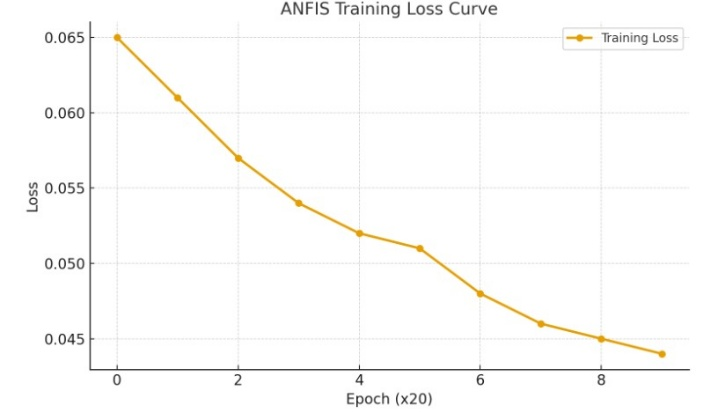 ANFIS Training Loss Curve
Training Loss
0.065
0.060
0.055
0.050
0.045
Loss
0 2 4 6 8
Epoch (x20)